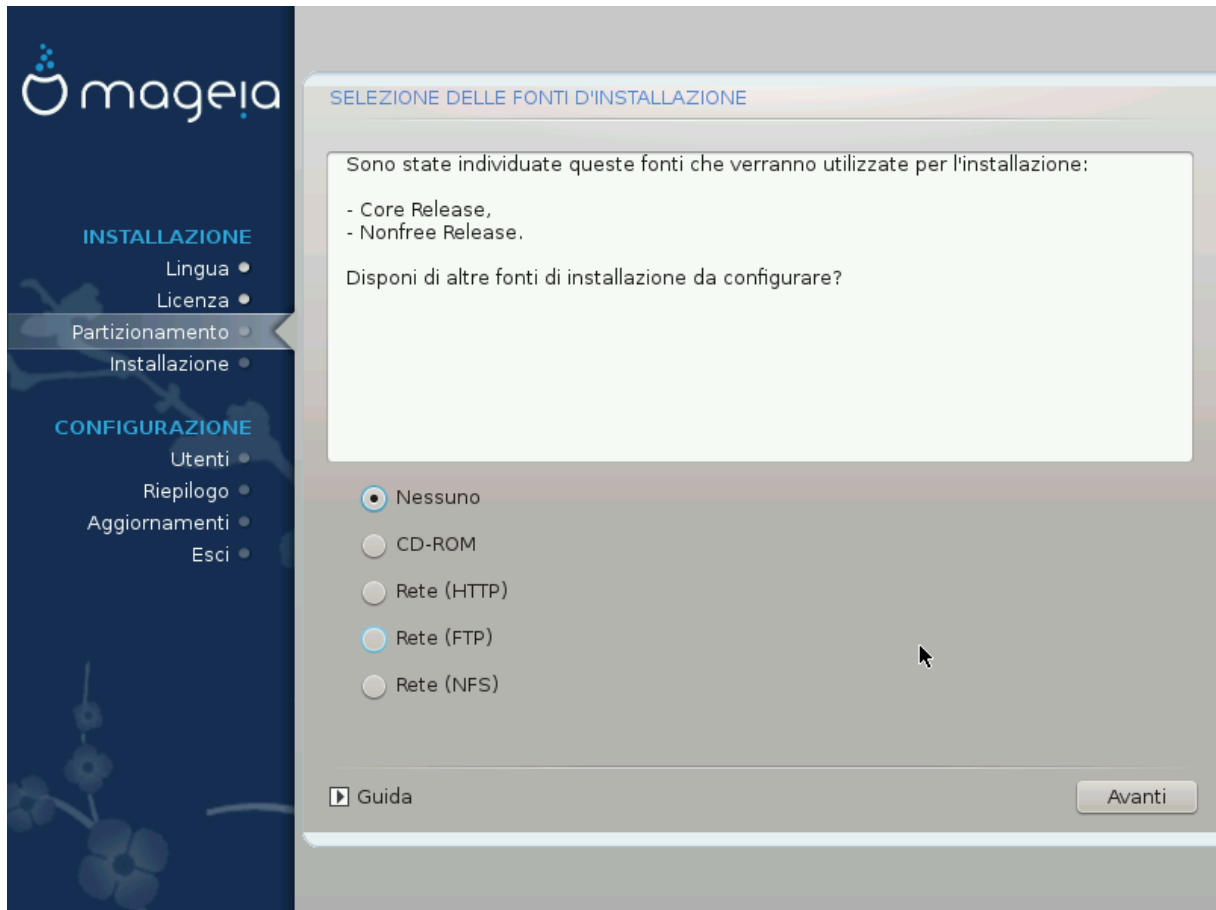 mageia
INSTALLAZIONE
Lingua
Licenza
Partizionamento
Installazione
CONFIGURAZIONE
Utenti
Riepilogo
Aggiornamenti
Esci
SELEZIONE DELLE FONTI D'INSTALLAZIONE
Sono state individuate queste fonti che verranno utilizzate per l'installazione:
- Core Release,
- Nonfree Release.
Disponi di altre fonti di installazione da configurare?
Nessuno
CD-ROM
Rete (HTTP)
Rete (FTP)
Rete (NFS)
Guida
Avanti